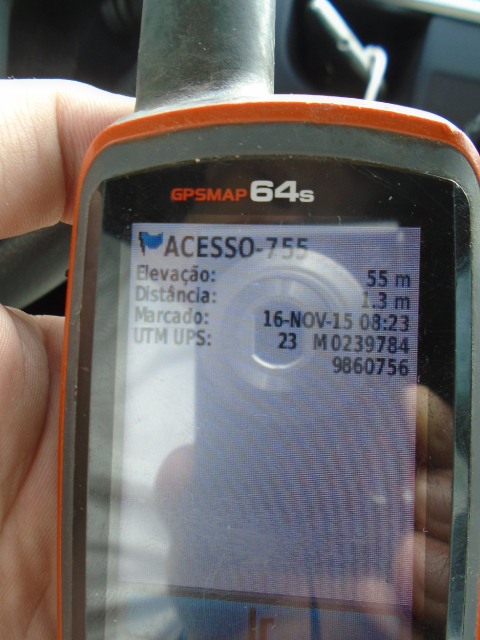 GPSMAP 64s
ACESSO-755
Elevação: 55 m
Distância: 1.3 m
Marcado: 16-NOV-15 08:23
UTM UPS: 23 M 0239784
9860756